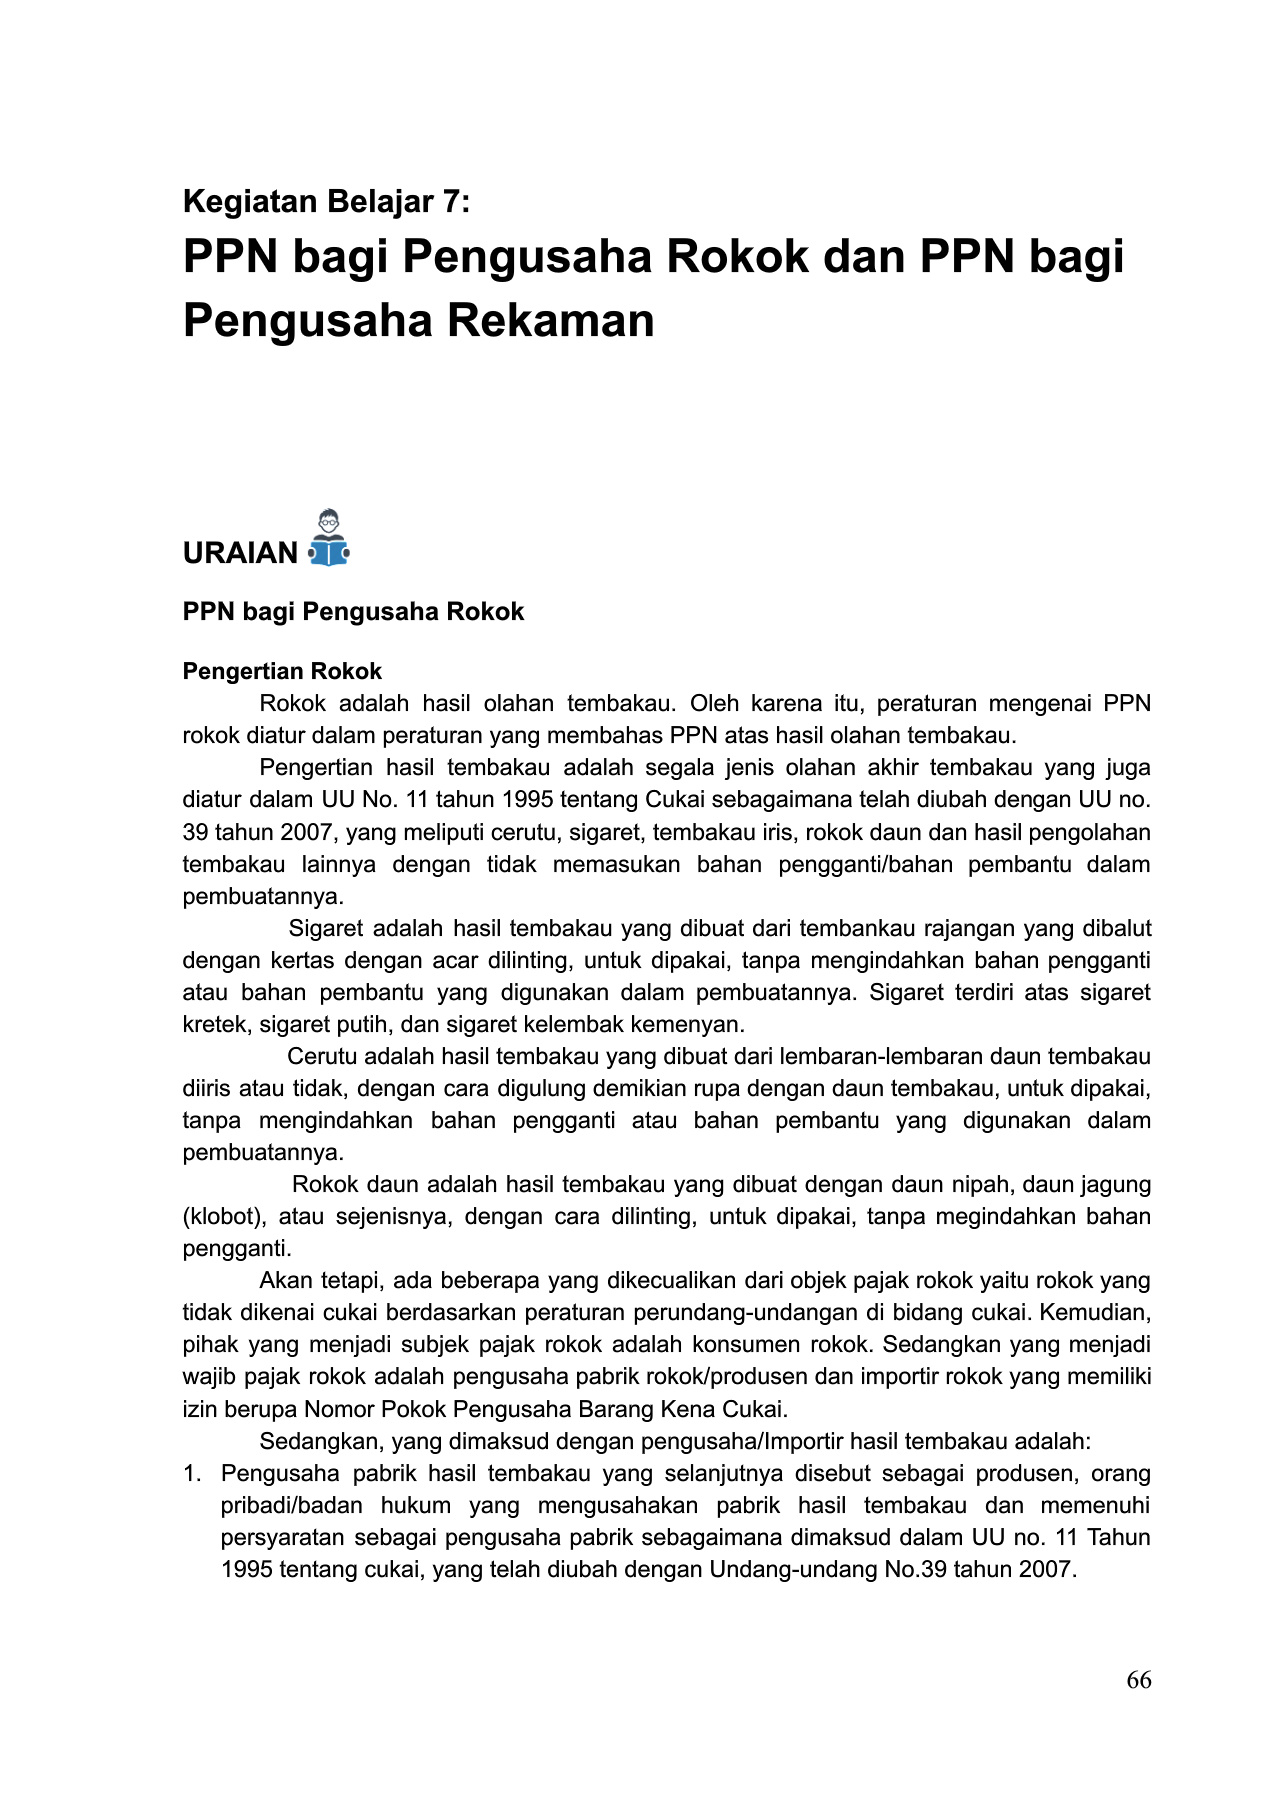 Kegiatan Belajar 7:
PPN bagi Pengusaha Rokok dan PPN bagi
Pengusaha Rekaman
URAIAN
PPN bagi Pengusaha Rokok
Pengertian Rokok
Rokok adalah hasil olahan tembakau. Oleh karena itu, peraturan mengenai PPN
rokok diatur dalam peraturan yang membahas PPN atas hasil olahan tembakau.
Pengertian hasil tembakau adalah segala jenis olahan akhir tembakau yang juga
diatur dalam UU No. 11 tahun 1995 tentang Cukai sebagaimana telah diubah dengan UU no.
39 tahun 2007, yang meliputi cerutu, sigaret, tembakau iris, rokok daun dan hasil pengolahan
tembakau lainnya dengan tidak memasukan bahan pengganti/bahan pembantu dalam
pembuatannya.
Sigaret adalah hasil tembakau yang dibuat dari tembankau rajangan yang dibalut
dengan kertas dengan acar dilinting, untuk dipakai, tanpa mengindahkan bahan pengganti
atau bahan pembantu yang digunakan dalam pembuatannya. Sigaret terdiri atas sigaret
kretek, sigaret putih, dan sigaret kelembak kemenyan.
Cerutu adalah hasil tembakau yang dibuat dari lembaran-lembaran daun tembakau
diiris atau tidak, dengan cara digulung demikian rupa dengan daun tembakau, untuk dipakai,
tanpa mengindahkan bahan pengganti atau bahan pembantu yang digunakan dalam
pembuatannya.
Rokok daun adalah hasil tembakau yang dibuat dengan daun nipah, daun jagung
(klobot), atau sejenisnya, dengan cara dilinting, untuk dipakai, tanpa megindahkan bahan
pengganti.
Akan tetapi, ada beberapa yang dikecualikan dari objek pajak rokok yaitu rokok yang
tidak dikenai cukai berdasarkan peraturan perundang-undangan di bidang cukai. Kemudian,
pihak yang menjadi subjek pajak rokok adalah konsumen rokok. Sedangkan yang menjadi
wajib pajak rokok adalah pengusaha pabrik rokok/produsen dan importir rokok yang memiliki
izin berupa Nomor Pokok Pengusaha Barang Kena Cukai.
Sedangkan, yang dimaksud dengan pengusaha/Importir hasil tembakau adalah:
1. Pengusaha pabrik hasil tembakau yang selanjutnya disebut sebagai produsen, orang
pribadi/badan hukum yang mengusahakan pabrik hasil tembakau dan memenuhi
persyaratan sebagai pengusaha pabrik sebagaimana dimaksud dalam UU no. 11 Tahun
1995 tentang cukai, yang telah diubah dengan Undang-undang No.39 tahun 2007.
66